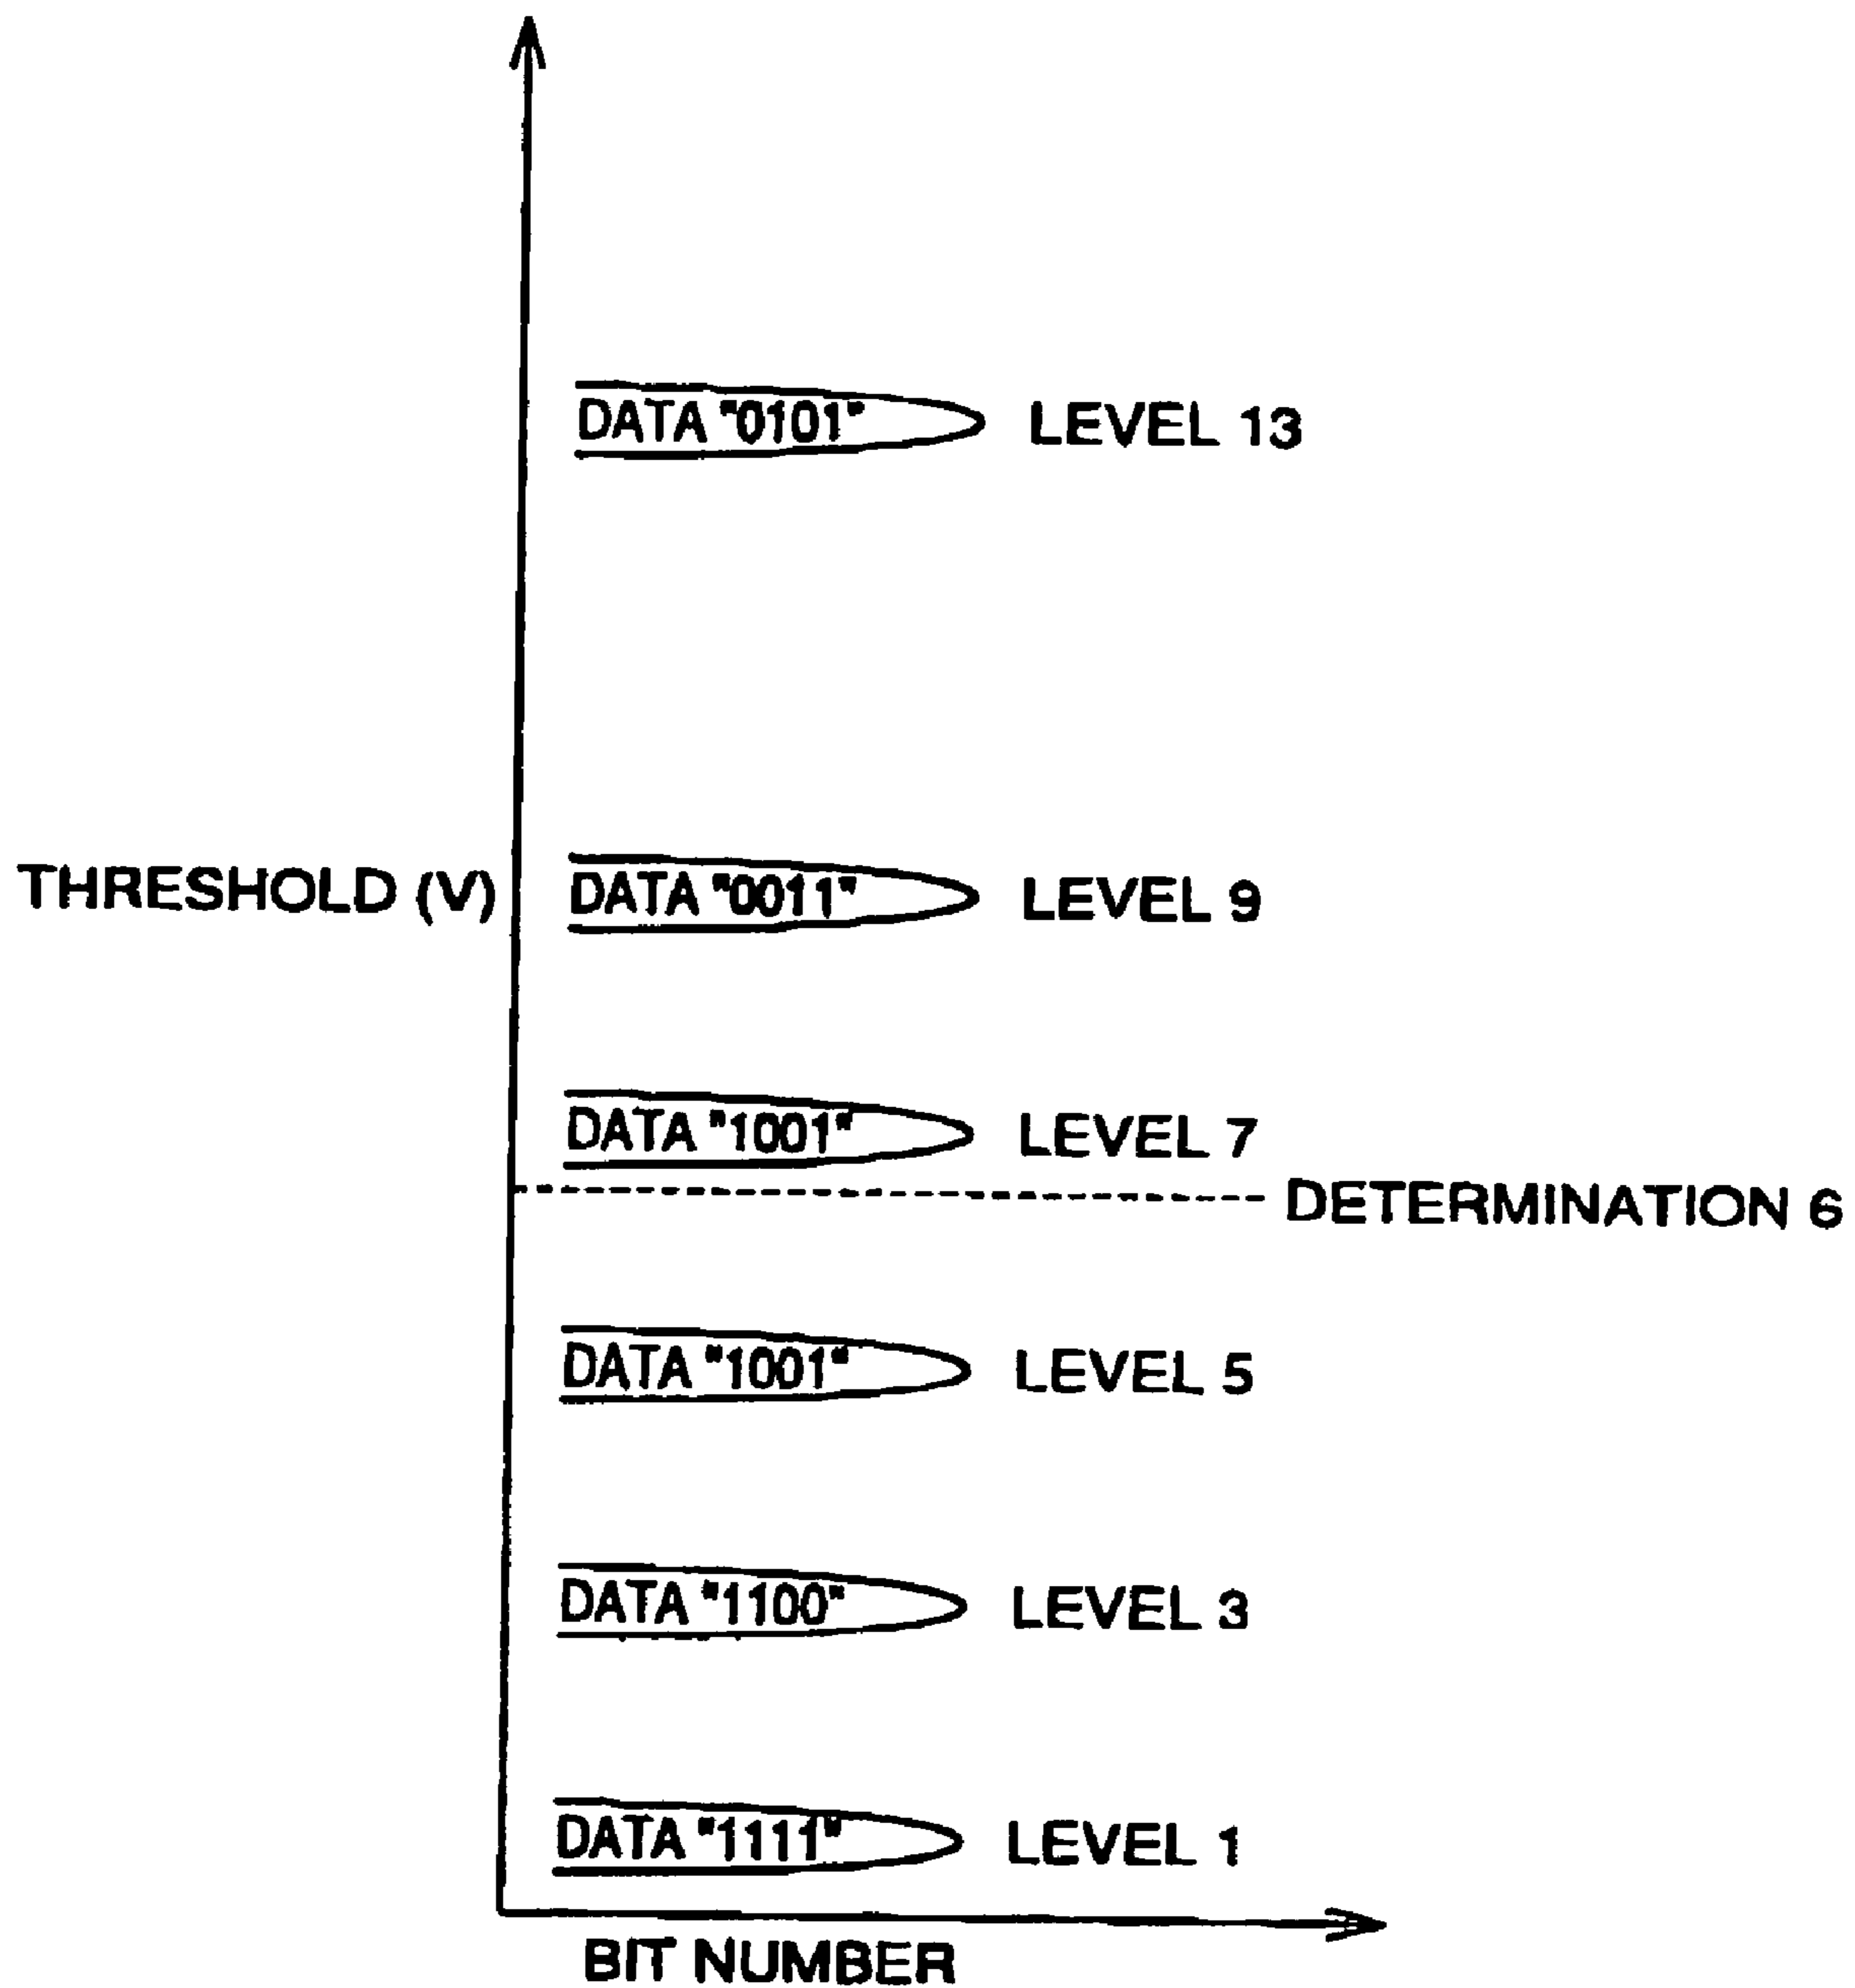 DATA "0101" LEVEL 13
THRESHOLD (V) DATA "0011" LEVEL 9
DATA "1001" LEVEL 7
DETERMINATION 6
DATA "1001" LEVEL 5
DATA "1100" LEVEL 3
DATA "1111" LEVEL 1
BIT NUMBER